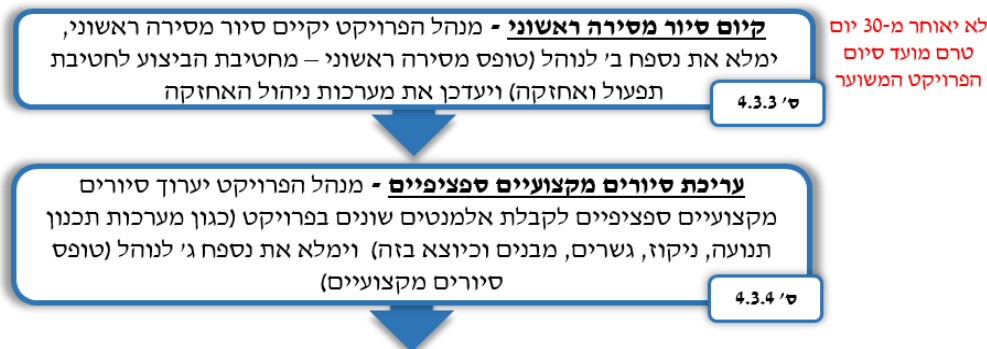 קיום סיור מסירה ראשוני - מנהל הפרויקט יקיים סיור מסירה ראשוני,
ימלא את נספח ב' לנוהל (טופס מסירה ראשוני – מחטיבת הביצוע לחטיבת
תפעול ואחזקה) ויעדכן את מערכות ניהול האחזקה
ס' 4.3.3
לא יאוחר מ-30 יום
טרם מועד סיום
הפרויקט המשוער
עריכת סיורים מקצועיים ספציפיים - מנהל הפרויקט יערוך סיורים
מקצועיים ספציפיים לקבלת אלמנטים שונים בפרויקט (כגון מערכות תכנון
תנועה, ניקוז, גשרים, מבנים וכיוצא בזה) וימלא את נספח ג' לנוהל (טופס
סיורים מקצועיים)
ס' 4.3.4